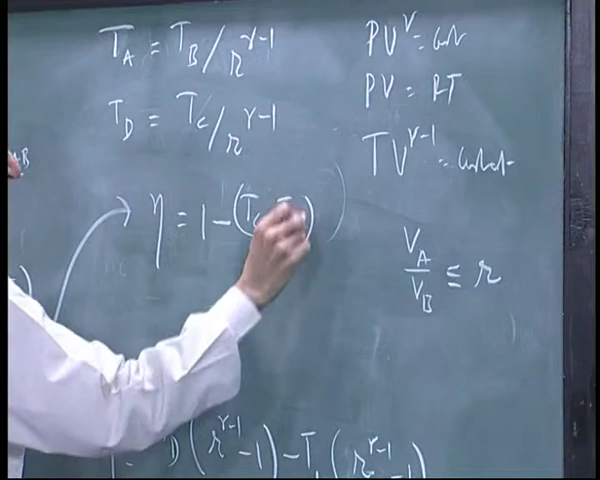 T_A = T_B / r^{γ-1}
T_D = T_C / r^{γ-1}
η = 1 - (T_C
PV^γ = const
PV = RT
TV^{γ-1} = constant
V_A / V_B ≡ r
D (r^{γ-1} - 1) - T (r^{γ-1} - 1)